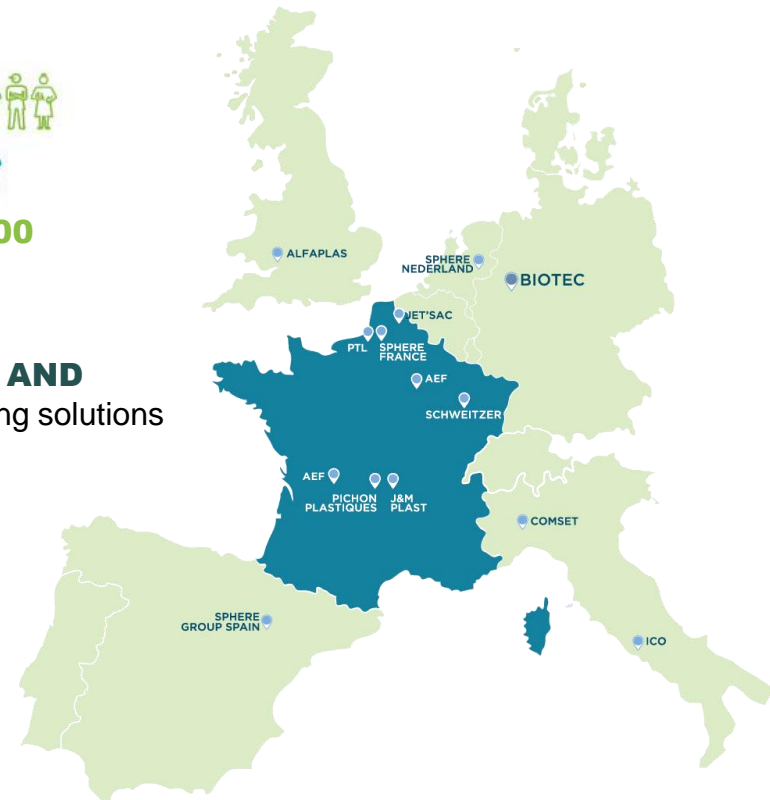 00
AND
ng solutions
ALFAPLAS
SPHERE
NEDERLAND
BIOTEC
JET'SAC
PTL
SPHERE
FRANCE
AEF
SCHWEITZER
AEF
PICHON
PLASTIQUES
J&M
PLAST
COMSET
SPHERE
GROUP SPAIN
ICO